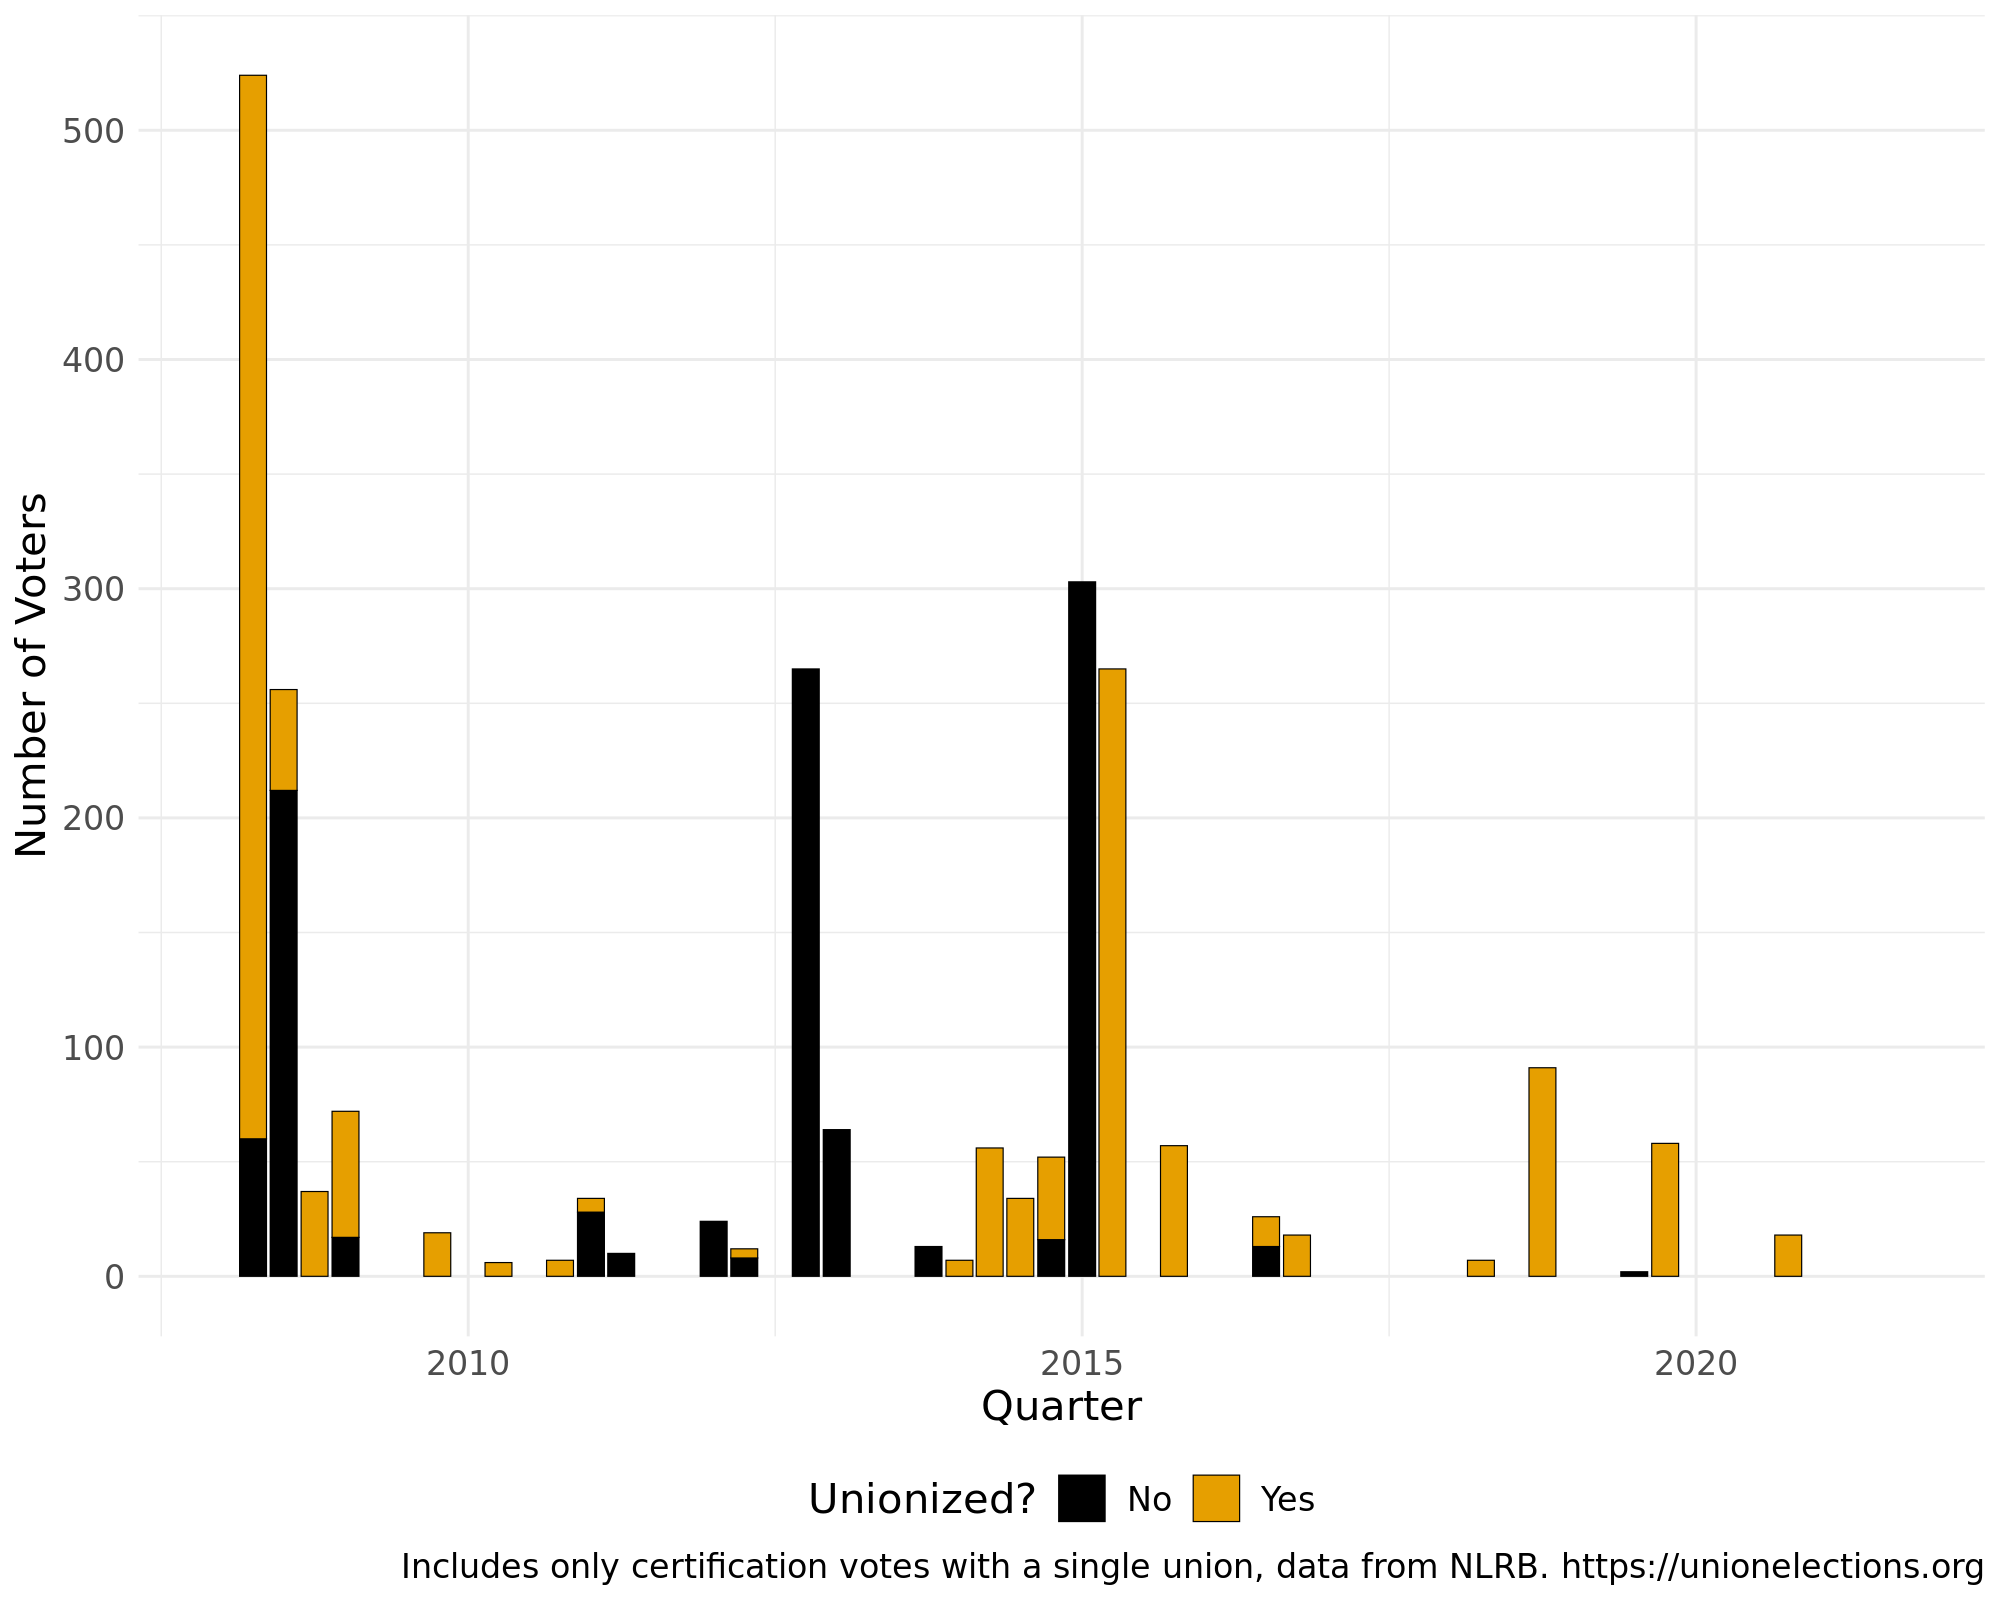 500
400
300
200
100
0
Number of Voters
2010 2015 2020
Quarter
Unionized? No Yes
Includes only certification votes with a single union, data from NLRB. https://unionelections.org